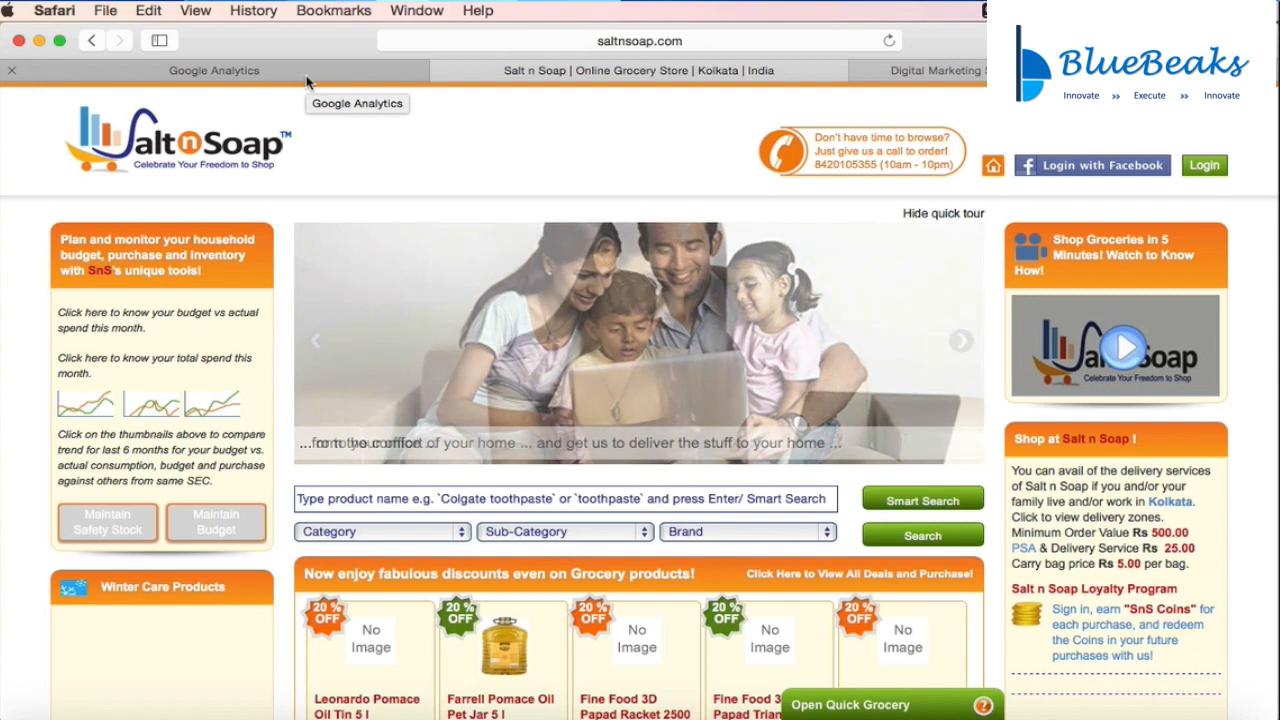 Safari File Edit View History Bookmarks Window Help
saltnsoap.com
Google Analytics
Salt n Soap | Online Grocery Store | Kolkata | India
Digital Marketing
Google Analytics
BlueBeaks
Innovate » Execute » Innovate
SaltnSoap™
Celebrate Your Freedom to Shop
Don't have time to browse?
Just give us a call to order!
8420105355 (10am - 10pm)
f Login with Facebook
Login
Hide quick tour
Plan and monitor your household
budget, purchase and inventory
with SnS's unique tools!
Click here to know your budget vs actual
spend this month.
Click here to know your total spend this
month.
Click on the thumbnails above to compare
trend for last 6 months for your budget vs.
actual consumption, budget and purchase
against others from same SEC.
Maintain
Safety Stock
Maintain
Budget
Winter Care Products
of your home ... and get us to deliver the stuff to your home ...
Type product name e.g. `Colgate toothpaste` or `toothpaste` and press Enter/ Smart Search
Smart Search
Category
Sub-Category
Brand
Search
Now enjoy fabulous discounts even on Grocery products!
Click Here to View All Deals and Purchase!
20 %
OFF
No
Image
Leonardo Pomace
Oil Tin 5 l
20 %
OFF
Farrell Pomace Oil
Pet Jar 5 l
20 %
OFF
No
Image
Fine Food 3D
Papad Racket 2500
20 %
OFF
No
Image
Fine Food 3
Papad Trian
20 %
OFF
No
Image
Open Quick Grocery ?
Shop Groceries in 5
Minutes! Watch to Know
How!
SaltnSoap
Celebrate Your Freedom to Shop
Shop at Salt n Soap !
You can avail of the delivery services
of Salt n Soap if you and/or your
family live and/or work in Kolkata.
Click to view delivery zones.
Minimum Order Value Rs 500.00
PSA & Delivery Service Rs 25.00
Carry bag price Rs 5.00 per bag.
Salt n Soap Loyalty Program
Sign in, earn "SnS Coins" for
each purchase, and redeem
the Coins in your future
purchases with us!